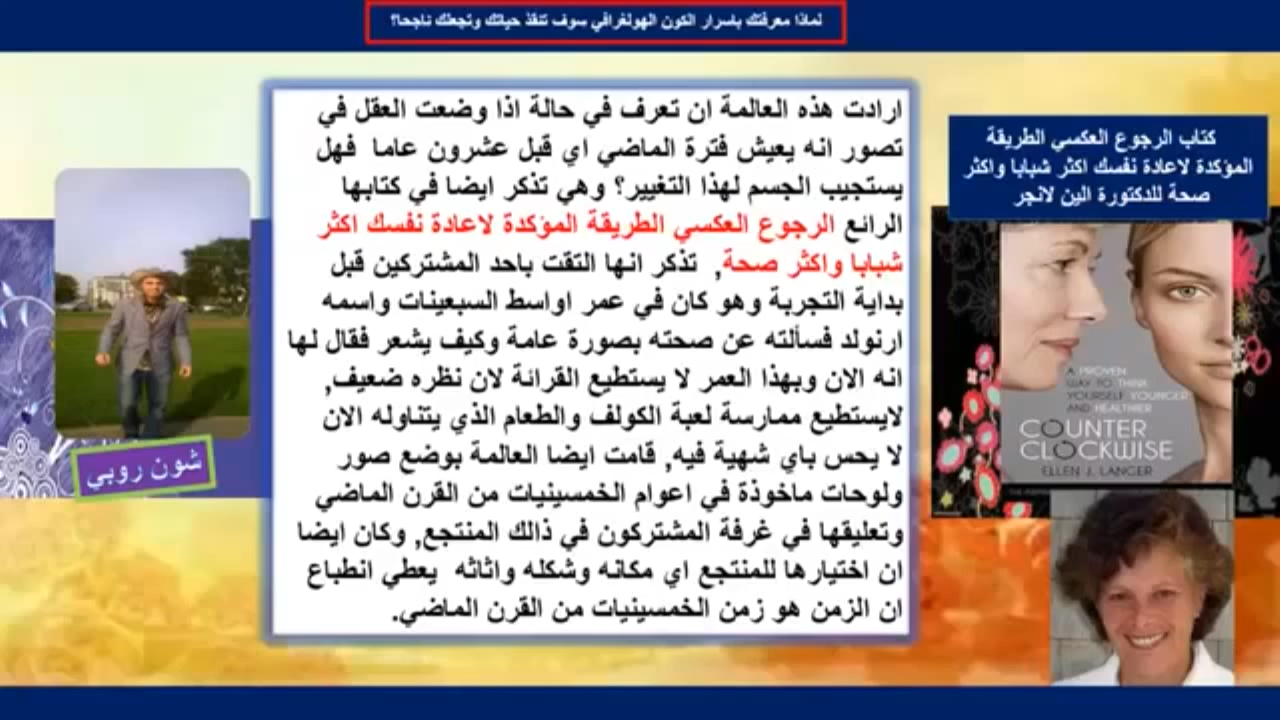 لماذا معرفتك باسرار الكون الهولغرافي سوف تنقذ حياتك وتجعلك ناجحا؟
ارادت هذه العالمة ان تعرف في حالة اذا وضعت العقل في
تصور انه يعيش فترة الماضي اي قبل عشرون عاما فهل
يستجيب الجسم لهذا التغيير؟ وهي تذكر ايضا في كتابها
الرائع الرجوع العكسي الطريقة المؤكدة لاعادة نفسك اكثر
شبابا واكثر صحة, تذكر انها التقت باحد المشتركين قبل
بداية التجربة وهو كان في عمر اواسط السبعينات واسمه
ارنولد فسألته عن صحته بصورة عامة وكيف يشعر فقال لها
انه الان وبهذا العمر لا يستطيع القرائة لان نظره ضعيف,
لايستطيع ممارسة لعبة الكولف والطعام الذي يتناوله الان
لا يحس باي شهية فيه, قامت ايضا العالمة بوضع صور
ولوحات ماخوذة في اعوام الخمسينيات من القرن الماضي
وتعليقها في غرفة المشتركون في ذالك المنتجع, وكان ايضا
ان اختيارها للمنتجع اي مكانه وشكله واثاثه يعطي انطباع
ان الزمن هو زمن الخمسينيات من القرن الماضي.
كتاب الرجوع العكسي الطريقة
المؤكدة لاعادة نفسك اكثر شبابا واكثر
صحة للدكتورة الين لانجر
A PROVEN
WAY TO THINK
YOURSELF YOUNGER
AND HEALTHIER
COUNTER
CLOCKWISE
ELLEN J. LANGER
شون روبي